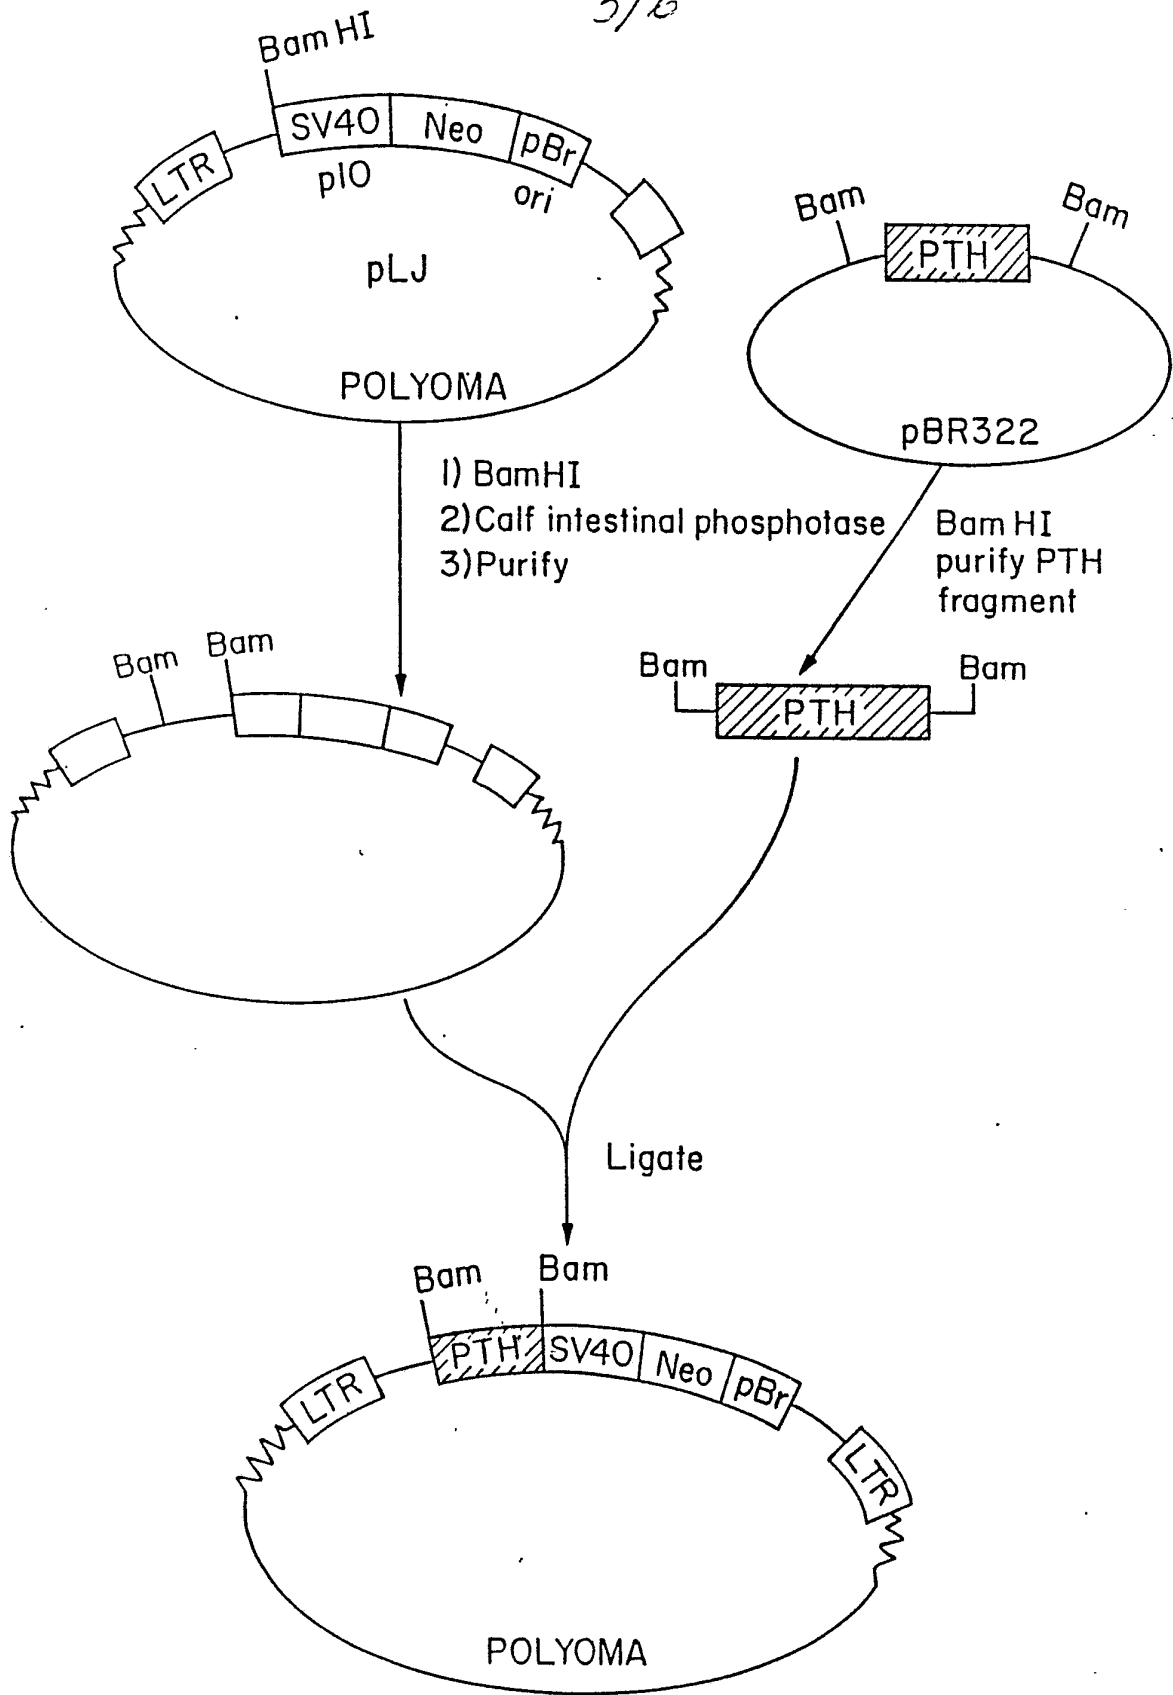 Bam HI
SV40
Neo
pBr
LTR
pIO
ori
pLJ
POLYOMA
Bam
Bam
PTH
pBR322
1) BamHI
2) Calf intestinal phosphotase
3) Purify
Bam HI
purify PTH
fragment
Bam
Bam
Bam
Bam
PTH
Ligate
Bam
Bam
PTH
SV40
Neo
pBr
LTR
LTR
POLYOMA